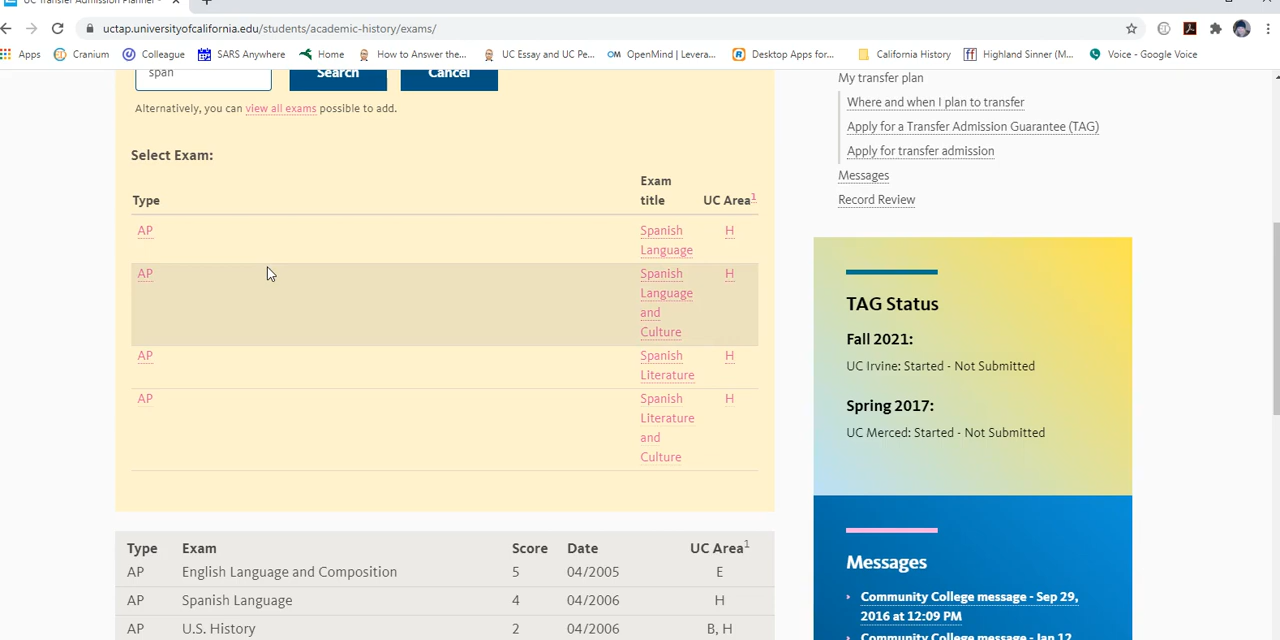 UC Transfer Admission Planner -
uctap.universityofcalifornia.edu/students/academic-history/exams/
Apps Cranium Colleague SARS Anywhere Home How to Answer the... UC Essay and UC Pe... OM OpenMind | Levera... Desktop Apps for... California History Highland Sinner (M... Voice - Google Voice
span Search Cancel
Alternatively, you can view all exams possible to add.
Select Exam:
Type Exam title UC Area1
AP Spanish Language H
AP Spanish Language and Culture H
AP Spanish Literature H
AP Spanish Literature and Culture H
Type Exam Score Date UC Area1
AP English Language and Composition 5 04/2005 E
AP Spanish Language 4 04/2006 H
AP U.S. History 2 04/2006 B, H
My transfer plan
Where and when I plan to transfer
Apply for a Transfer Admission Guarantee (TAG)
Apply for transfer admission
Messages
Record Review
TAG Status
Fall 2021:
UC Irvine: Started - Not Submitted
Spring 2017:
UC Merced: Started - Not Submitted
Messages
Community College message - Sep 29,
2016 at 12:09 PM
Community College message - Jan 12,